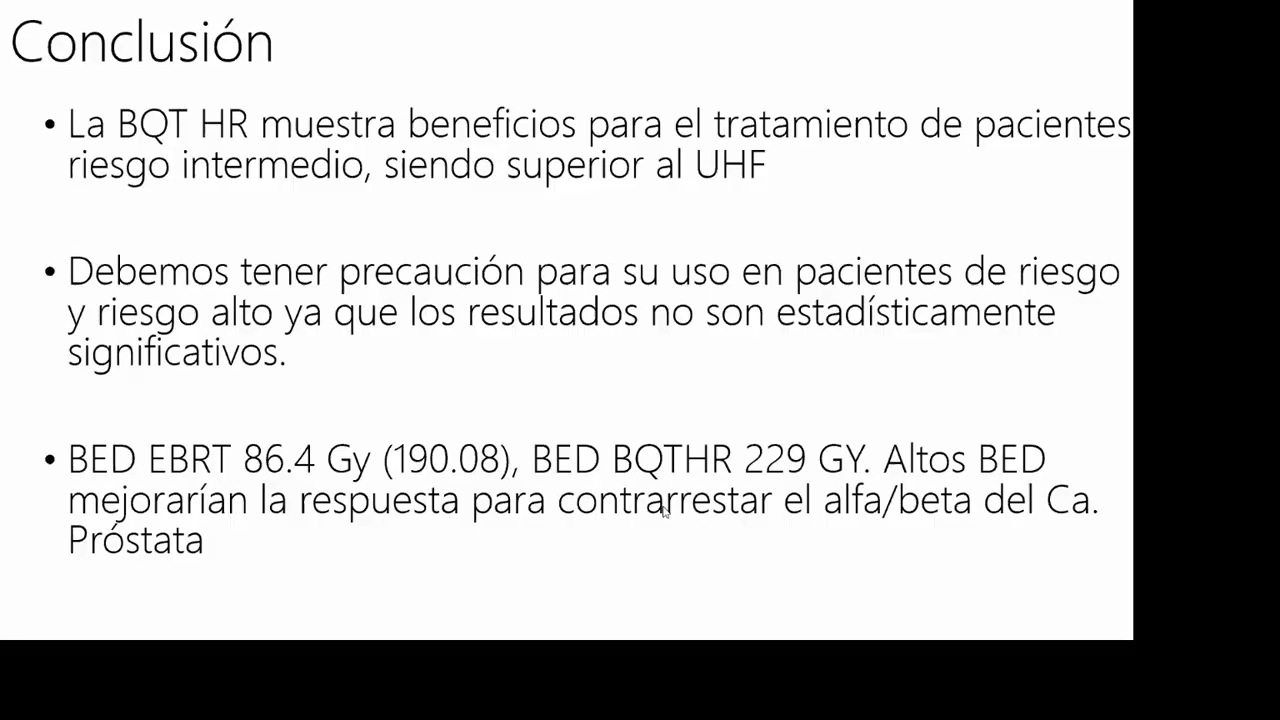 Conclusión
• La BQT HR muestra beneficios para el tratamiento de pacientes
riesgo intermedio, siendo superior al UHF
• Debemos tener precaución para su uso en pacientes de riesgo
y riesgo alto ya que los resultados no son estadísticamente
significativos.
• BED EBRT 86.4 Gy (190.08), BED BQTHR 229 GY. Altos BED
mejorarían la respuesta para contrarrestar el alfa/beta del Ca.
Próstata